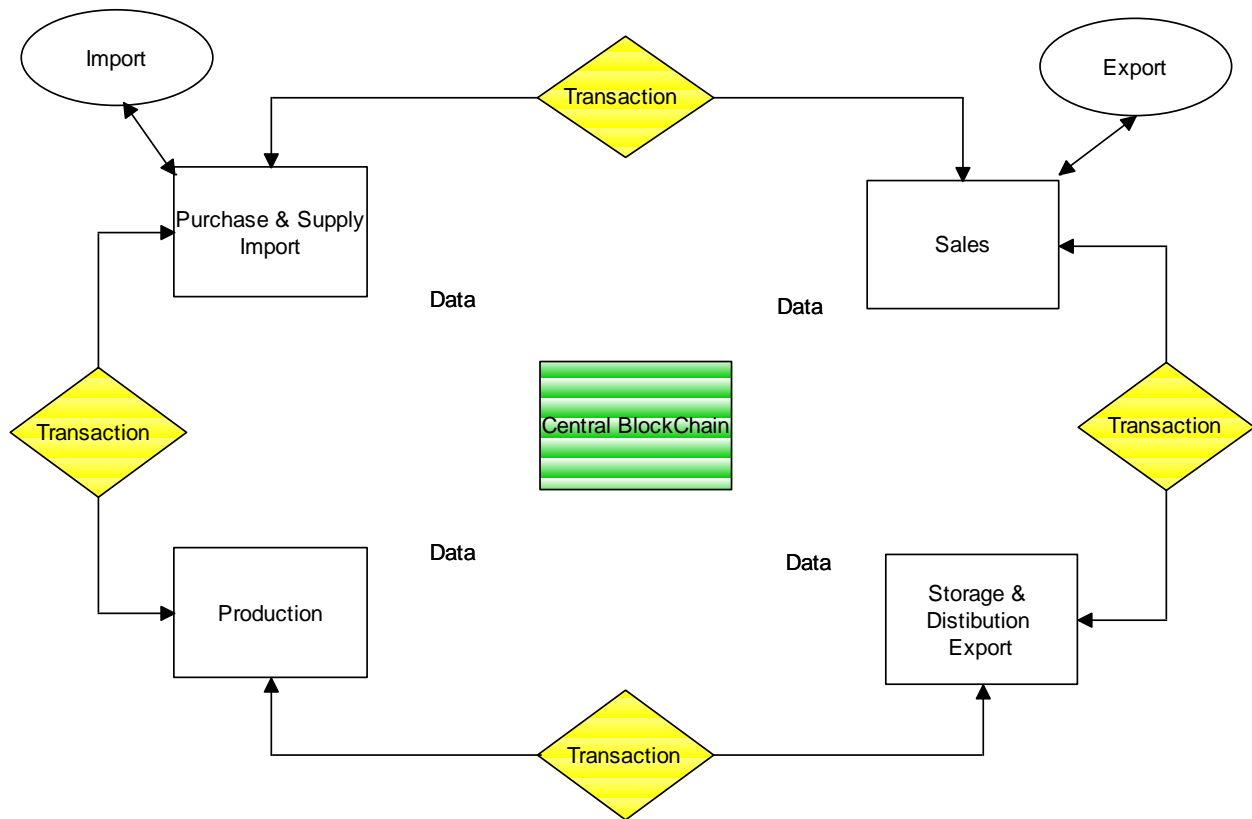 Import
Transaction
Export
Purchase & Supply
Import
Sales
Data
Data
Central BlockChain
Transaction
Transaction
Data
Data
Production
Storage &
Distibution
Export
Transaction